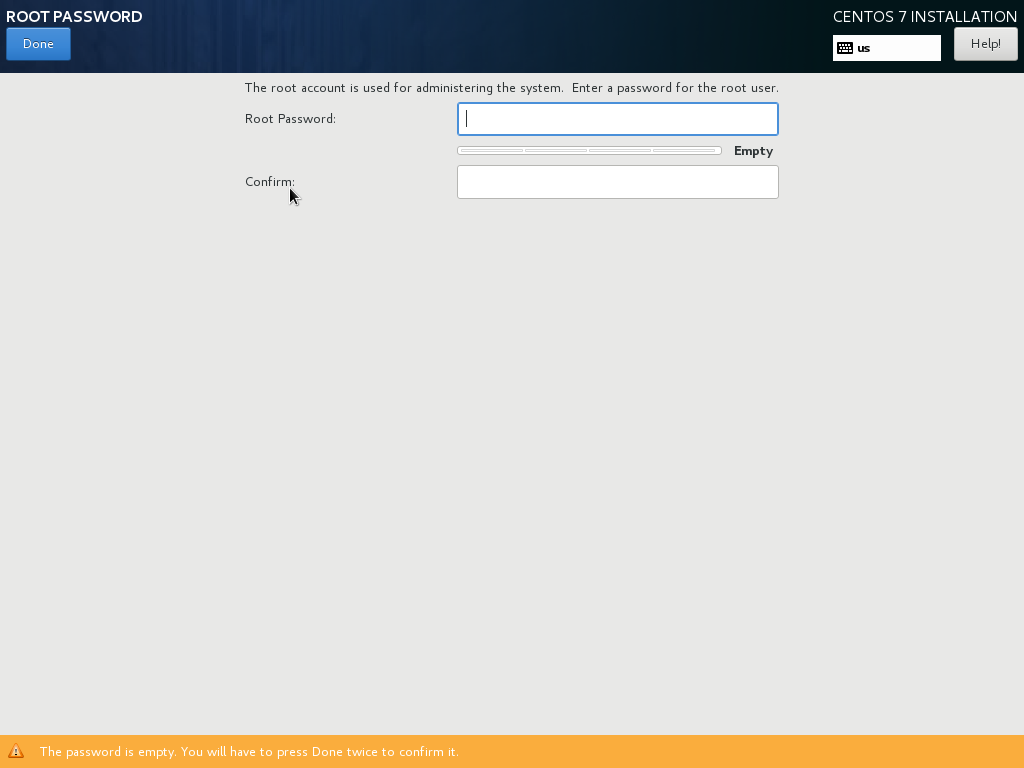 ROOT PASSWORD
CENTOS 7 INSTALLATION
Done
us
Help!
The root account is used for administering the system.  Enter a password for the root user.
Root Password:
Empty
Confirm:
The password is empty. You will have to press Done twice to confirm it.